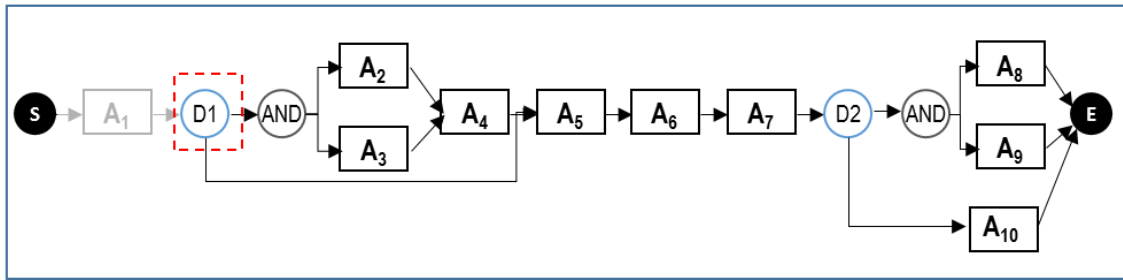 S
A₁
D1
AND
A₂
A₃
A₄
A₅
A₆
A₇
D2
AND
A₈
A₉
A₁₀
E